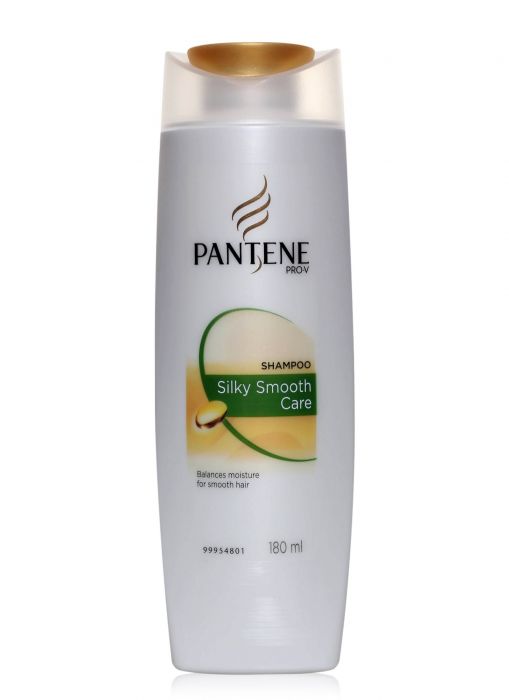 PANTENE
PRO-V
SHAMPOO
Silky Smooth
Care
Balances moisture
for smooth hair
99954801
180 ml